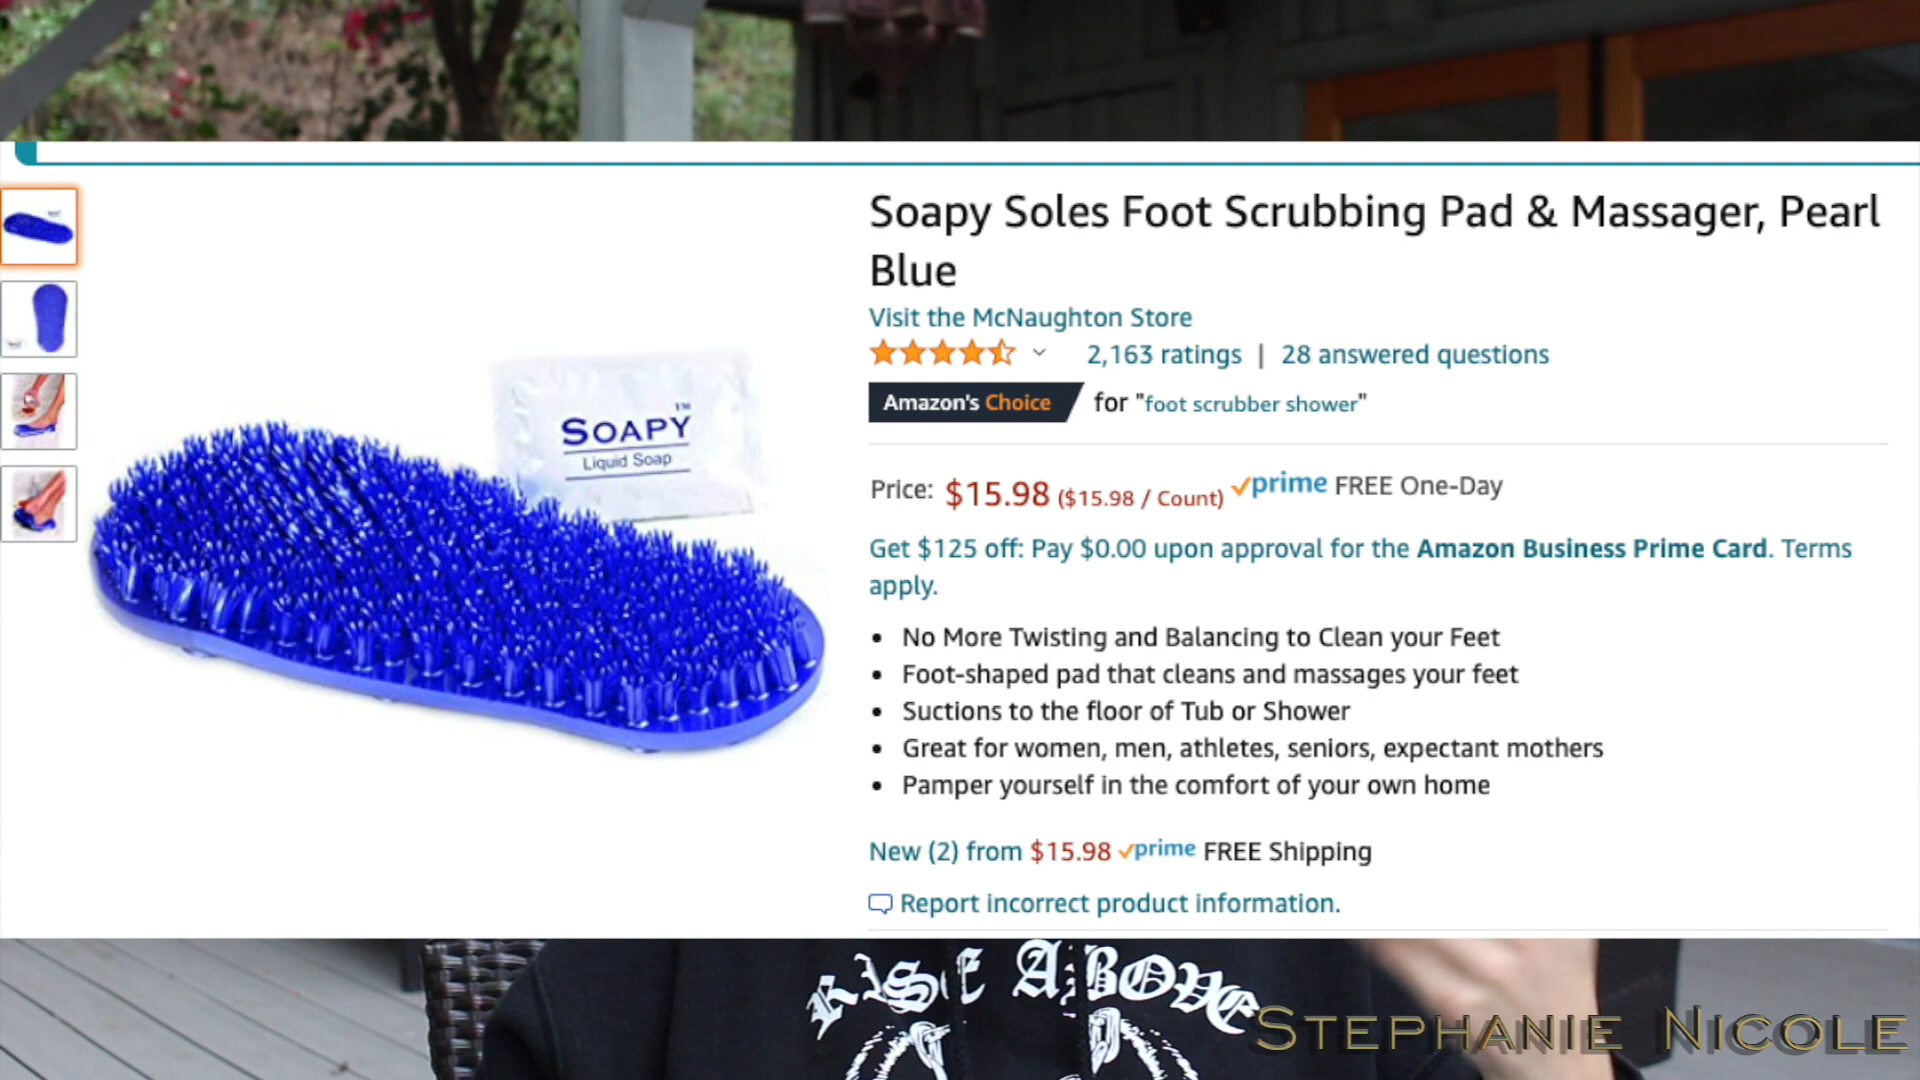 Soapy Soles Foot Scrubbing Pad & Massager, Pearl
Blue
Visit the McNaughton Store
2,163 ratings | 28 answered questions
Amazon's Choice for "foot scrubber shower"
Price: $15.98 ($15.98 / Count) prime FREE One-Day
Get $125 off: Pay $0.00 upon approval for the Amazon Business Prime Card. Terms
apply.
• No More Twisting and Balancing to Clean your Feet
• Foot-shaped pad that cleans and massages your feet
• Suctions to the floor of Tub or Shower
• Great for women, men, athletes, seniors, expectant mothers
• Pamper yourself in the comfort of your own home
New (2) from $15.98 prime FREE Shipping
Report incorrect product information.
SOAPY™
Liquid Soap
RISE ABOVE
STEPHANIE NICOLE